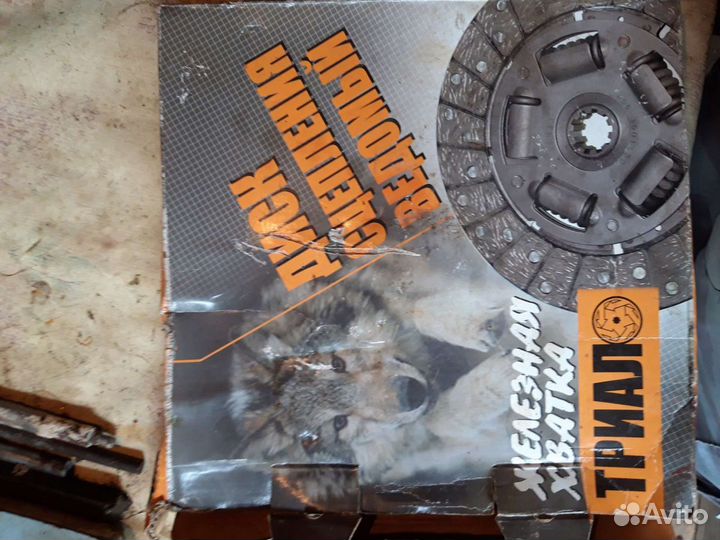 ДИСК
СЦЕПЛЕНИЯ
ВЕДОМЫЙ
ЖЕЛЕЗНАЯ
ХВАТКА
ТРИАЛ
Avito